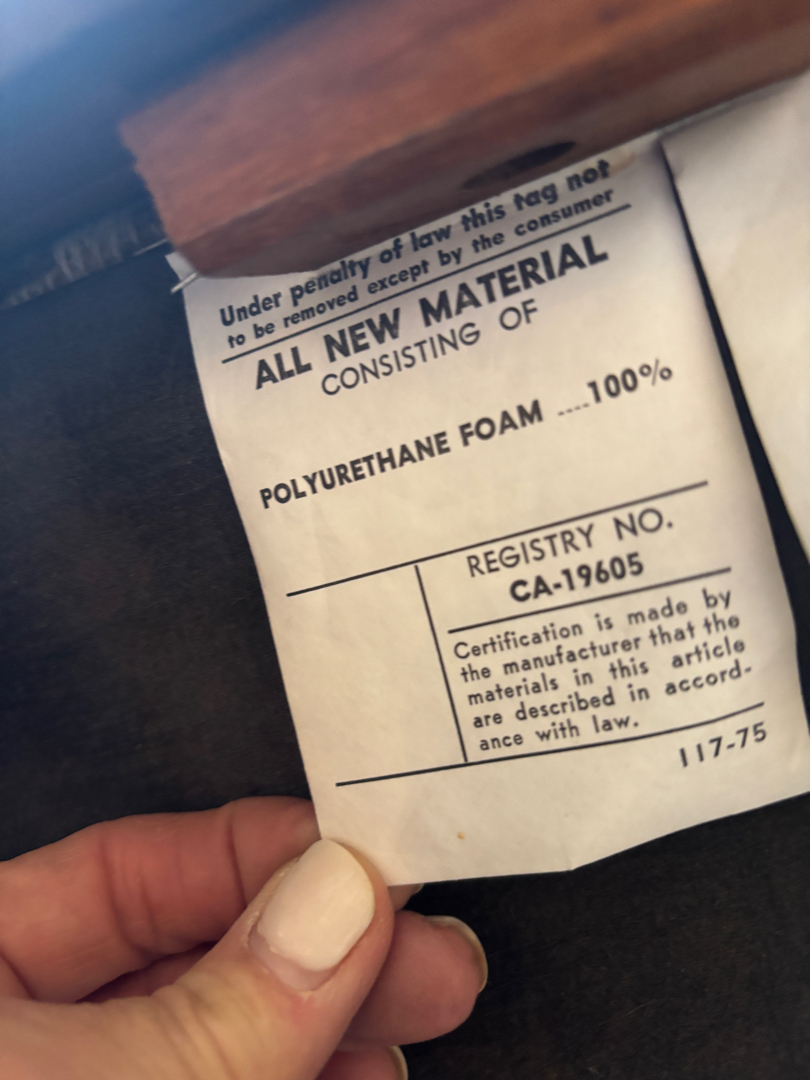 Under penalty of law this tag not
to be removed except by the consumer
ALL NEW MATERIAL
CONSISTING OF
POLYURETHANE FOAM ....100%
REGISTRY NO.
CA-19605
Certification is made by
the manufacturer that the
materials in this article
are described in accord-
ance with law.
117-75